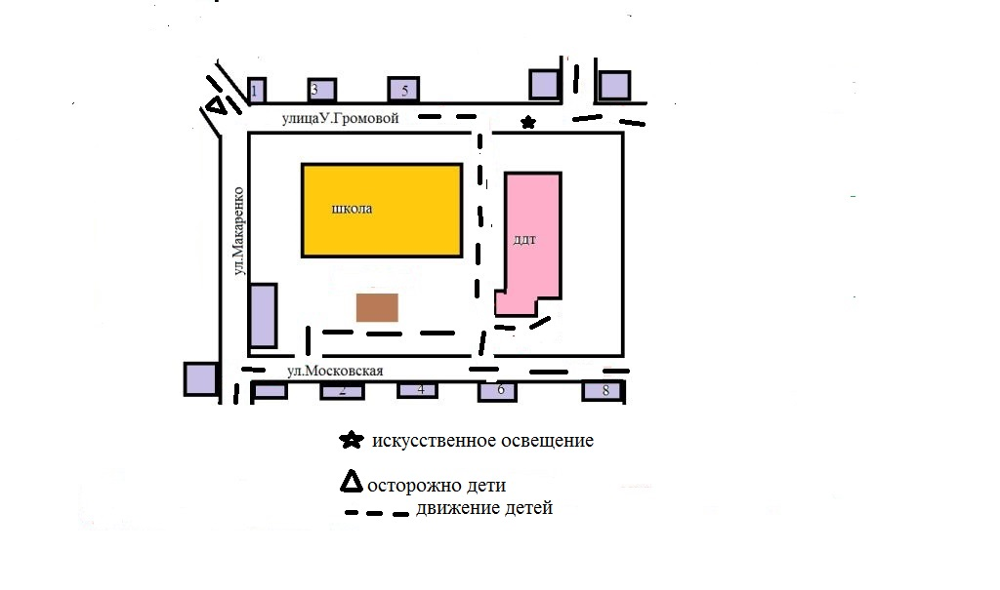 1
3
5
улицаУ.Громовой
ул.Макаренко
школа
ддт
ул.Московская
2
4
6
8
искусственное освещение
осторожно дети
движение детей